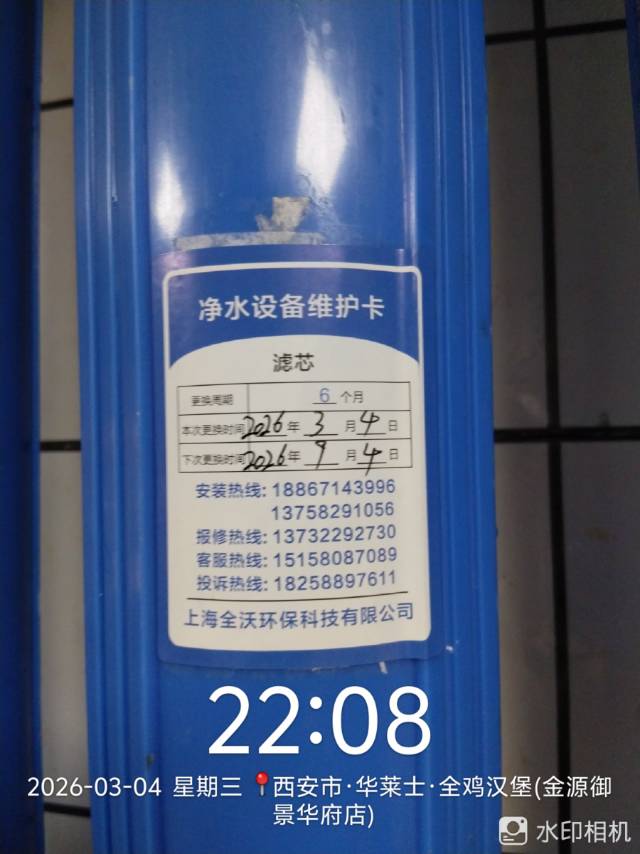 净水设备维护卡
滤芯
更换周期 6 个月
本次更换时间 2026 年 3 月 4 日
下次更换时间 2026 年 9 月 4 日
安装热线: 18867143996
13758291056
报修热线: 13732292730
客服热线: 15158087089
投诉热线: 18258897611
上海全沃环保科技有限公司
22:08
2026-03-04 星期三 西安市·华莱士·全鸡汉堡(金源御
景华府店)
水印相机